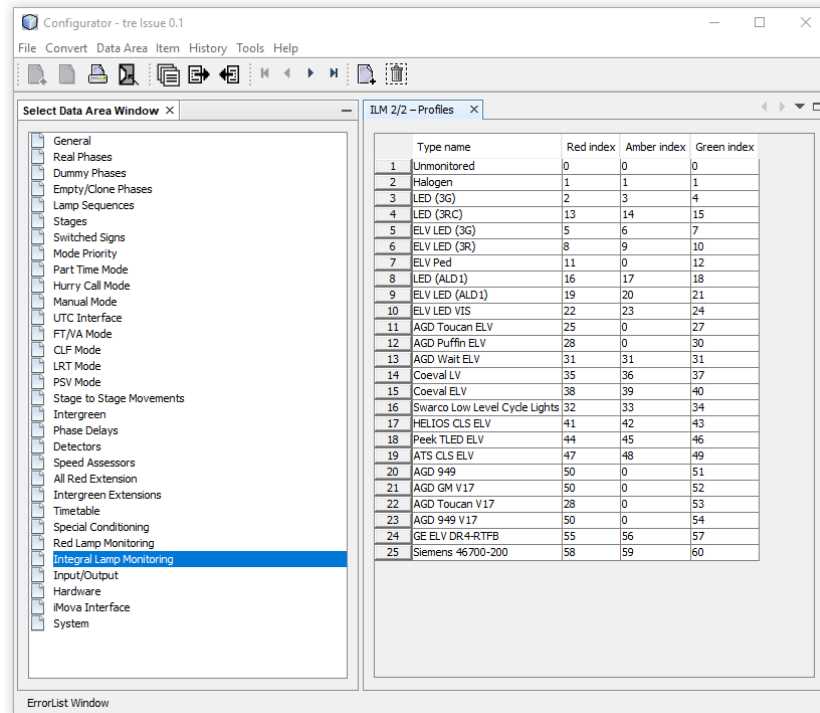 Configurator - tre Issue 0.1
File Convert Data Area Item History Tools Help
Select Data Area Window
General
Real Phases
Dummy Phases
Empty/Clone Phases
Lamp Sequences
Stages
Switched Signs
Mode Priority
Part Time Mode
Hurry Call Mode
Manual Mode
UTC Interface
FT/VA Mode
CLF Mode
LRT Mode
PSV Mode
Stage to Stage Movements
Intergreen
Phase Delays
Detectors
Speed Assessors
All Red Extension
Intergreen Extensions
Timetable
Special Conditioning
Red Lamp Monitoring
Integral Lamp Monitoring
Input/Output
Hardware
iMova Interface
System
ILM 2/2 – Profiles
Type name Red index Amber index Green index
1 Unmonitored 0 0 0
2 Halogen 1 1 1
3 LED (3G) 2 3 4
4 LED (3RC) 13 14 15
5 ELV LED (3G) 5 6 7
6 ELV LED (3R) 8 9 10
7 ELV Ped 11 0 12
8 LED (ALD1) 16 17 18
9 ELV LED (ALD1) 19 20 21
10 ELV LED VIS 22 23 24
11 AGD Toucan ELV 25 0 27
12 AGD Puffin ELV 28 0 30
13 AGD Wait ELV 31 31 31
14 Coeval LV 35 36 37
15 Coeval ELV 38 39 40
16 Swarco Low Level Cycle Lights 32 33 34
17 HELIOS CLS ELV 41 42 43
18 Peek TLED ELV 44 45 46
19 ATS CLS ELV 47 48 49
20 AGD 949 50 0 51
21 AGD GM V17 50 0 52
22 AGD Toucan V17 28 0 53
23 AGD 949 V17 50 0 54
24 GE ELV DR4-RTFB 55 56 57
25 Siemens 46700-200 58 59 60
ErrorList Window